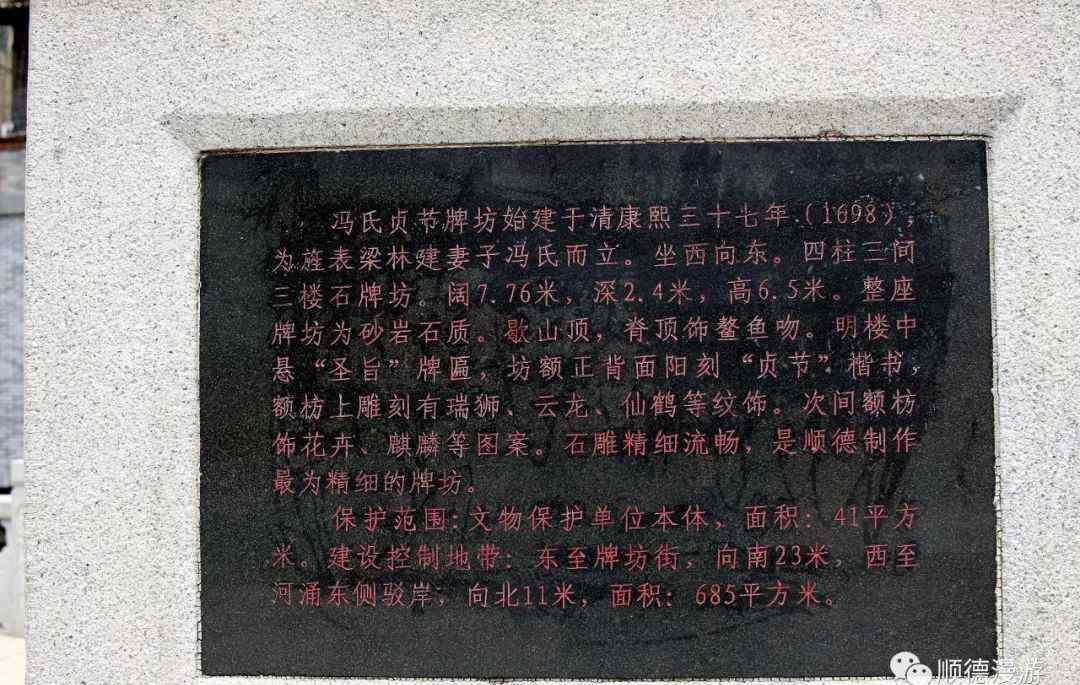 冯氏贞节牌坊始建于清康熙三十七年(1698),
为旌表梁林建妻子冯氏而立。坐西向东。四柱三间
三楼石牌坊。阔7.76米,深2.4米,高6.5米。整座
牌坊为砂岩石质。歇山顶,脊顶饰鳌鱼吻。明楼中
悬“圣旨”牌匾,坊额正背面阳刻“贞节”楷书,
额枋上雕刻有瑞狮、云龙、仙鹤等纹饰。次间额枋
饰花卉、麒麟等图案。石雕精细流畅,是顺德制作
最为精细的牌坊。
保护范围:文物保护单位本体,面积:41平方
米。建设控制地带:东至牌坊街,向南23米,西至
河涌东侧驳岸,向北11米,面积:685平方米。
顺德漫游